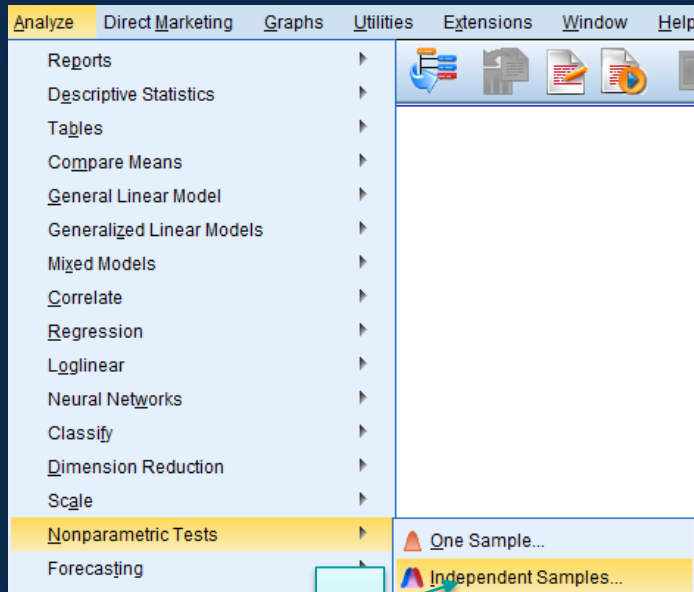 Analyze Direct Marketing Graphs Utilities Extensions Window Help
Reports
Descriptive Statistics
Tables
Compare Means
General Linear Model
Generalized Linear Models
Mixed Models
Correlate
Regression
Loglinear
Neural Networks
Classify
Dimension Reduction
Scale
Nonparametric Tests
One Sample...
Forecasting
Independent Samples...